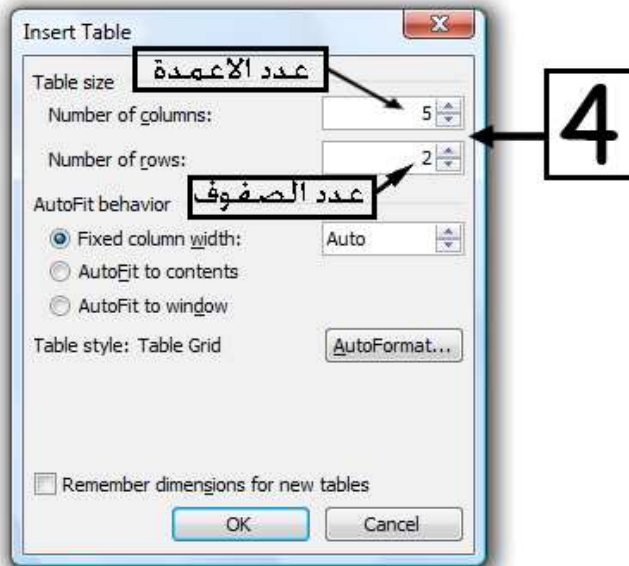 Insert Table
عدد الاعمدة
Table size
Number of columns: 5
4
Number of rows: 2
عدد الصفوف
AutoFit behavior
Fixed column width: Auto
AutoFit to contents
AutoFit to window
Table style: Table Grid AutoFormat...
Remember dimensions for new tables
OK Cancel